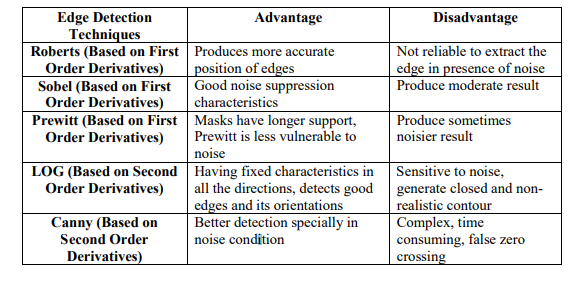 Edge Detection Techniques | Advantage | Disadvantage
Roberts (Based on First Order Derivatives) | Produces more accurate position of edges | Not reliable to extract the edge in presence of noise
Sobel (Based on First Order Derivatives) | Good noise suppression characteristics | Produce moderate result
Prewitt (Based on First Order Derivatives) | Masks have longer support, Prewitt is less vulnerable to noise | Produce sometimes noisier result
LOG (Based on Second Order Derivatives) | Having fixed characteristics in all the directions, detects good edges and its orientations | Sensitive to noise, generate closed and non-realistic contour
Canny (Based on Second Order Derivatives) | Better detection specially in noise condition | Complex, time consuming, false zero crossing